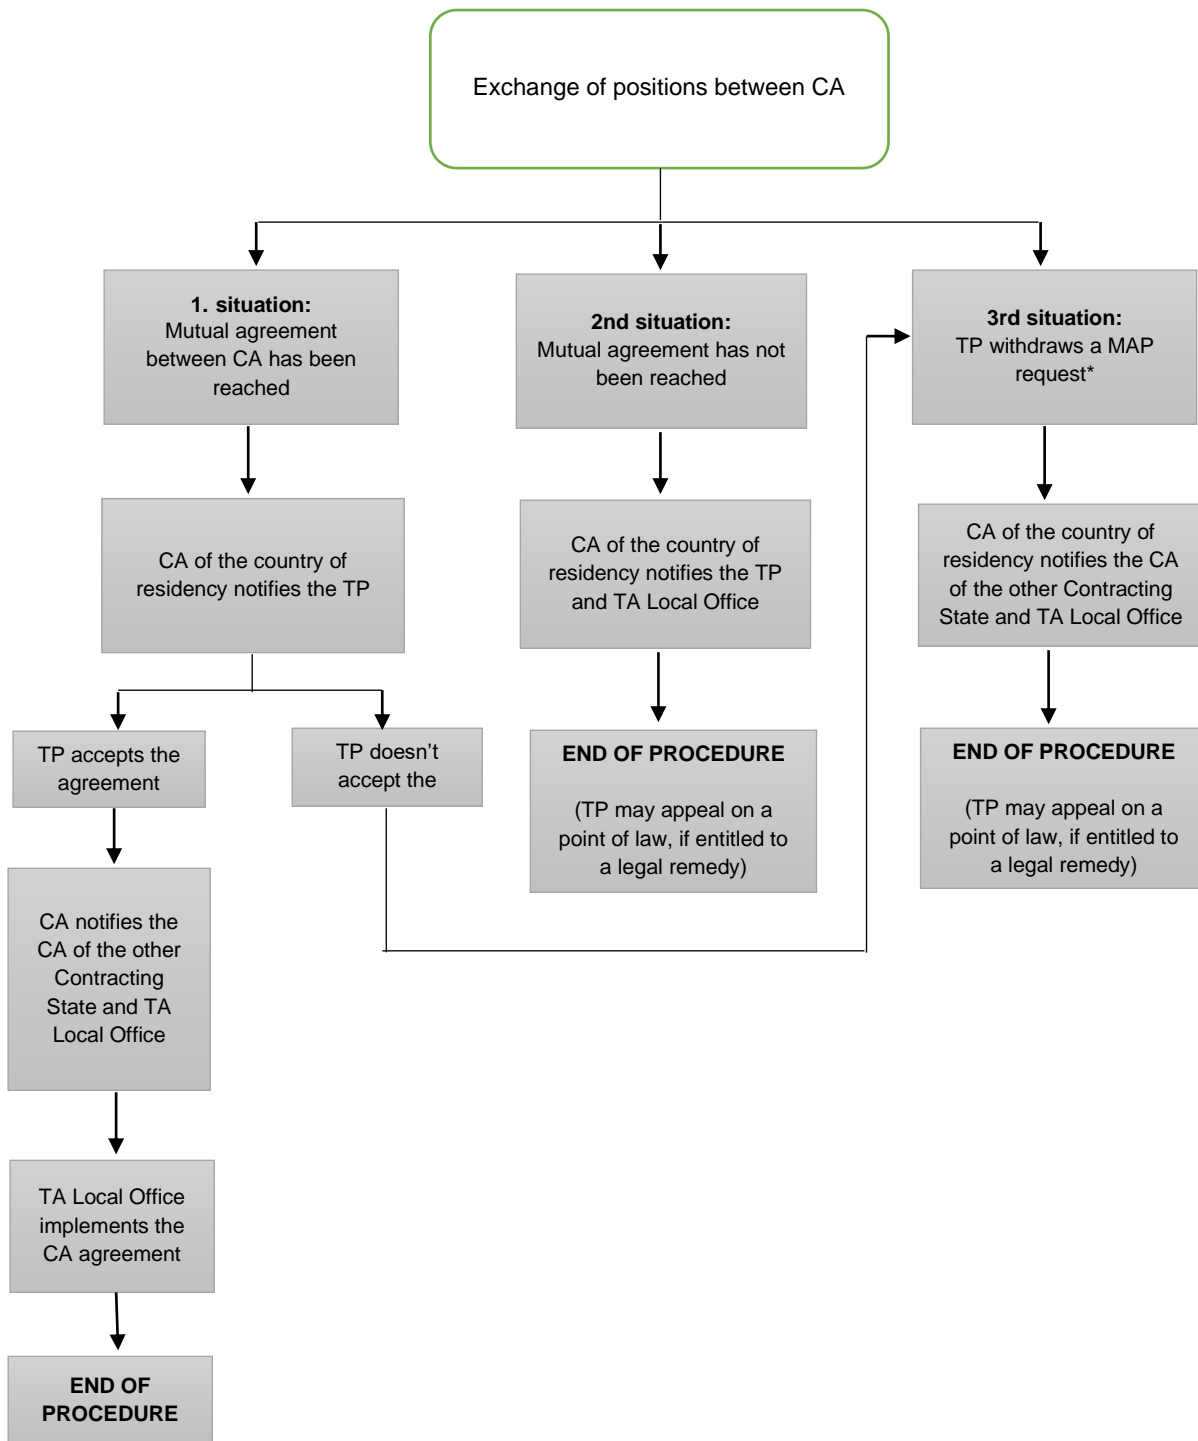 Exchange of positions between CA
1. situation:
Mutual agreement
between CA has been
reached
2nd situation:
Mutual agreement has not
been reached
3rd situation:
TP withdraws a MAP
request*
CA of the country of
residency notifies the TP
CA of the country of
residency notifies the TP
and TA Local Office
CA of the country of
residency notifies the CA
of the other Contracting
State and TA Local Office
TP accepts the
agreement
TP doesn’t
accept the
END OF PROCEDURE
(TP may appeal on a
point of law, if entitled to
a legal remedy)
END OF PROCEDURE
(TP may appeal on a
point of law, if entitled to
a legal remedy)
CA notifies the
CA of the other
Contracting
State and TA
Local Office
TA Local Office
implements the
CA agreement
END OF
PROCEDURE